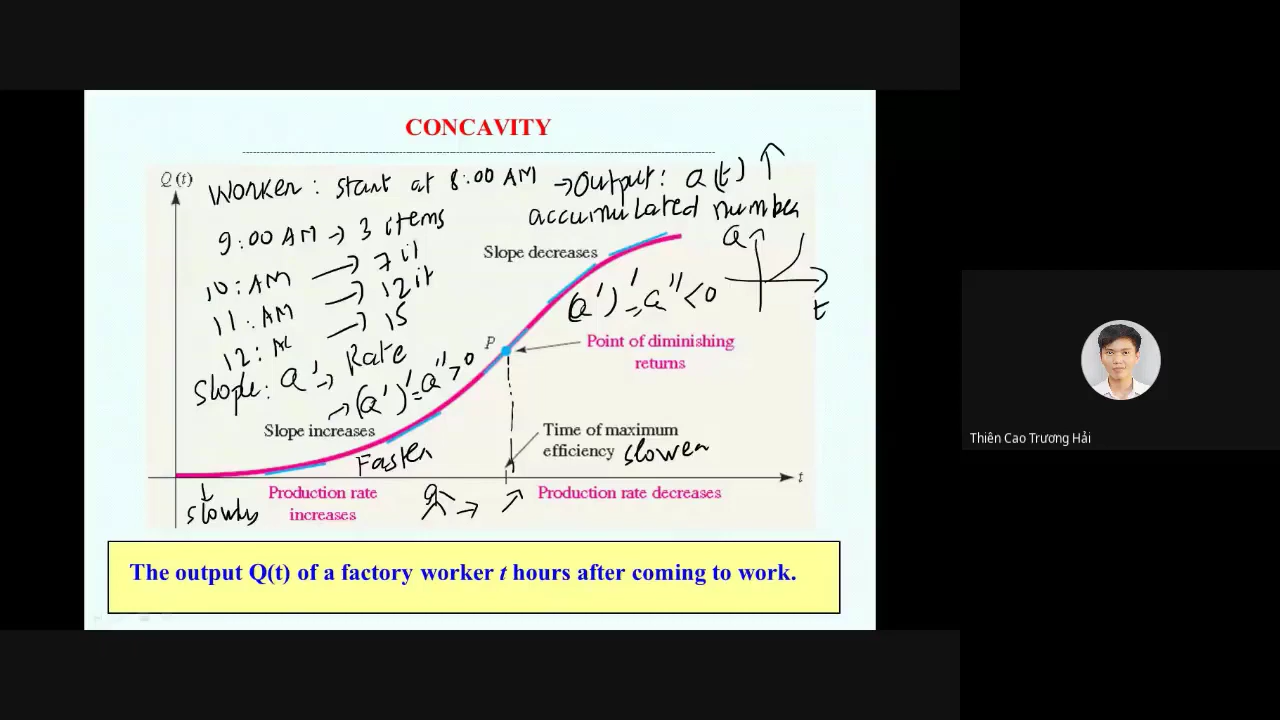 CONCAVITY
Q(t)
Worker: start at 8:00 AM → Output: Q(t) ↑
accumulated number
9:00 AM → 3 items
10: AM → 7 it
11: AM → 12 it
12: AM → 15
Q
t
Slope decreases
(Q')' = Q'' < 0
P
Point of diminishing
returns
Slope: Q' → Rate
→ (Q')' = Q'' > 0
Slope increases
Faster
Time of maximum
efficiency slower
t
slowly
Production rate
increases
Production rate decreases
The output Q(t) of a factory worker t hours after coming to work.
Thiên Cao Trương Hải